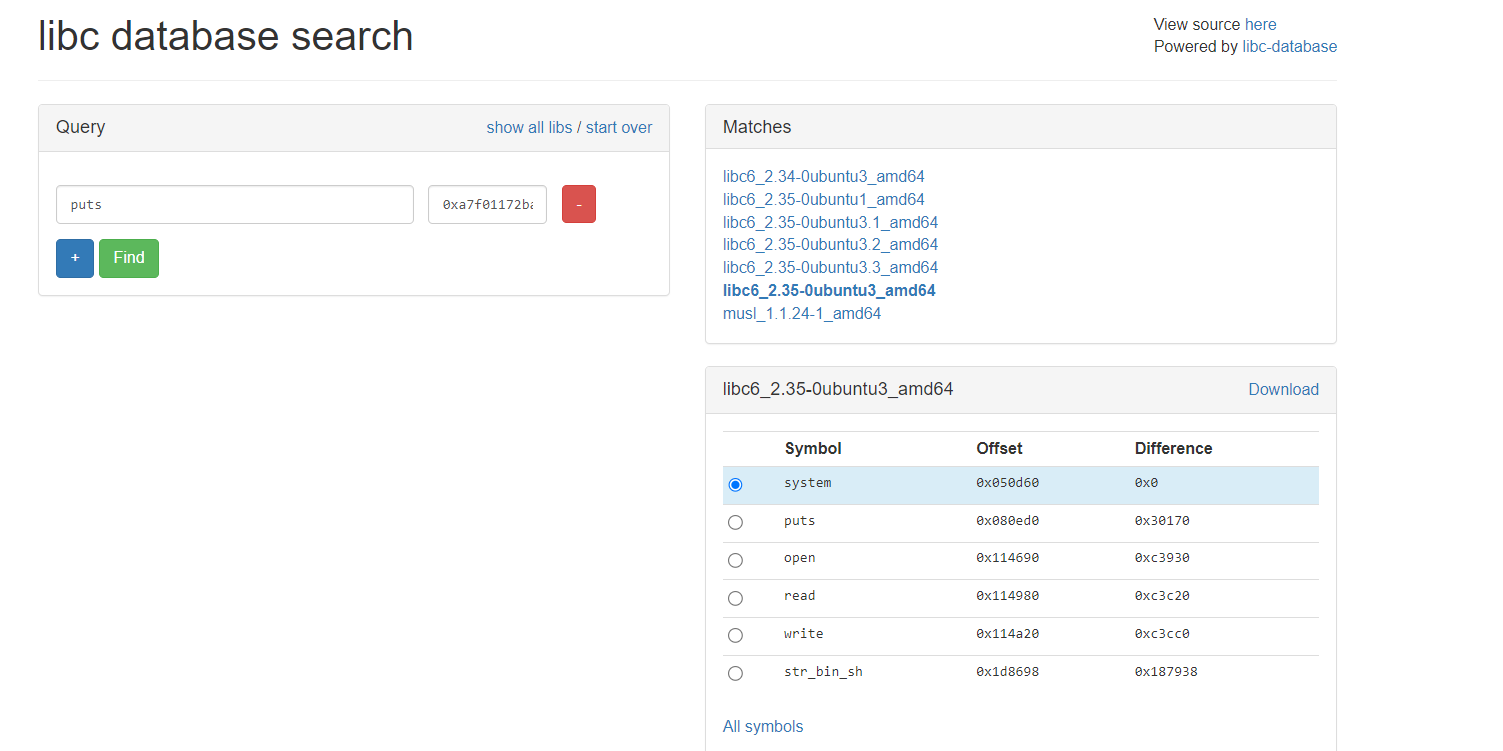 libc database search
View source here
Powered by libc-database
Query
show all libs / start over
puts
0xa7f01172ba
-
+
Find
Matches
libc6_2.34-0ubuntu3_amd64
libc6_2.35-0ubuntu1_amd64
libc6_2.35-0ubuntu3.1_amd64
libc6_2.35-0ubuntu3.2_amd64
libc6_2.35-0ubuntu3.3_amd64
libc6_2.35-0ubuntu3_amd64
musl_1.1.24-1_amd64
libc6_2.35-0ubuntu3_amd64
Download
Symbol Offset Difference
system 0x050d60 0x0
puts 0x080ed0 0x30170
open 0x114690 0xc3930
read 0x114980 0xc3c20
write 0x114a20 0xc3cc0
str_bin_sh 0x1d8698 0x187938
All symbols